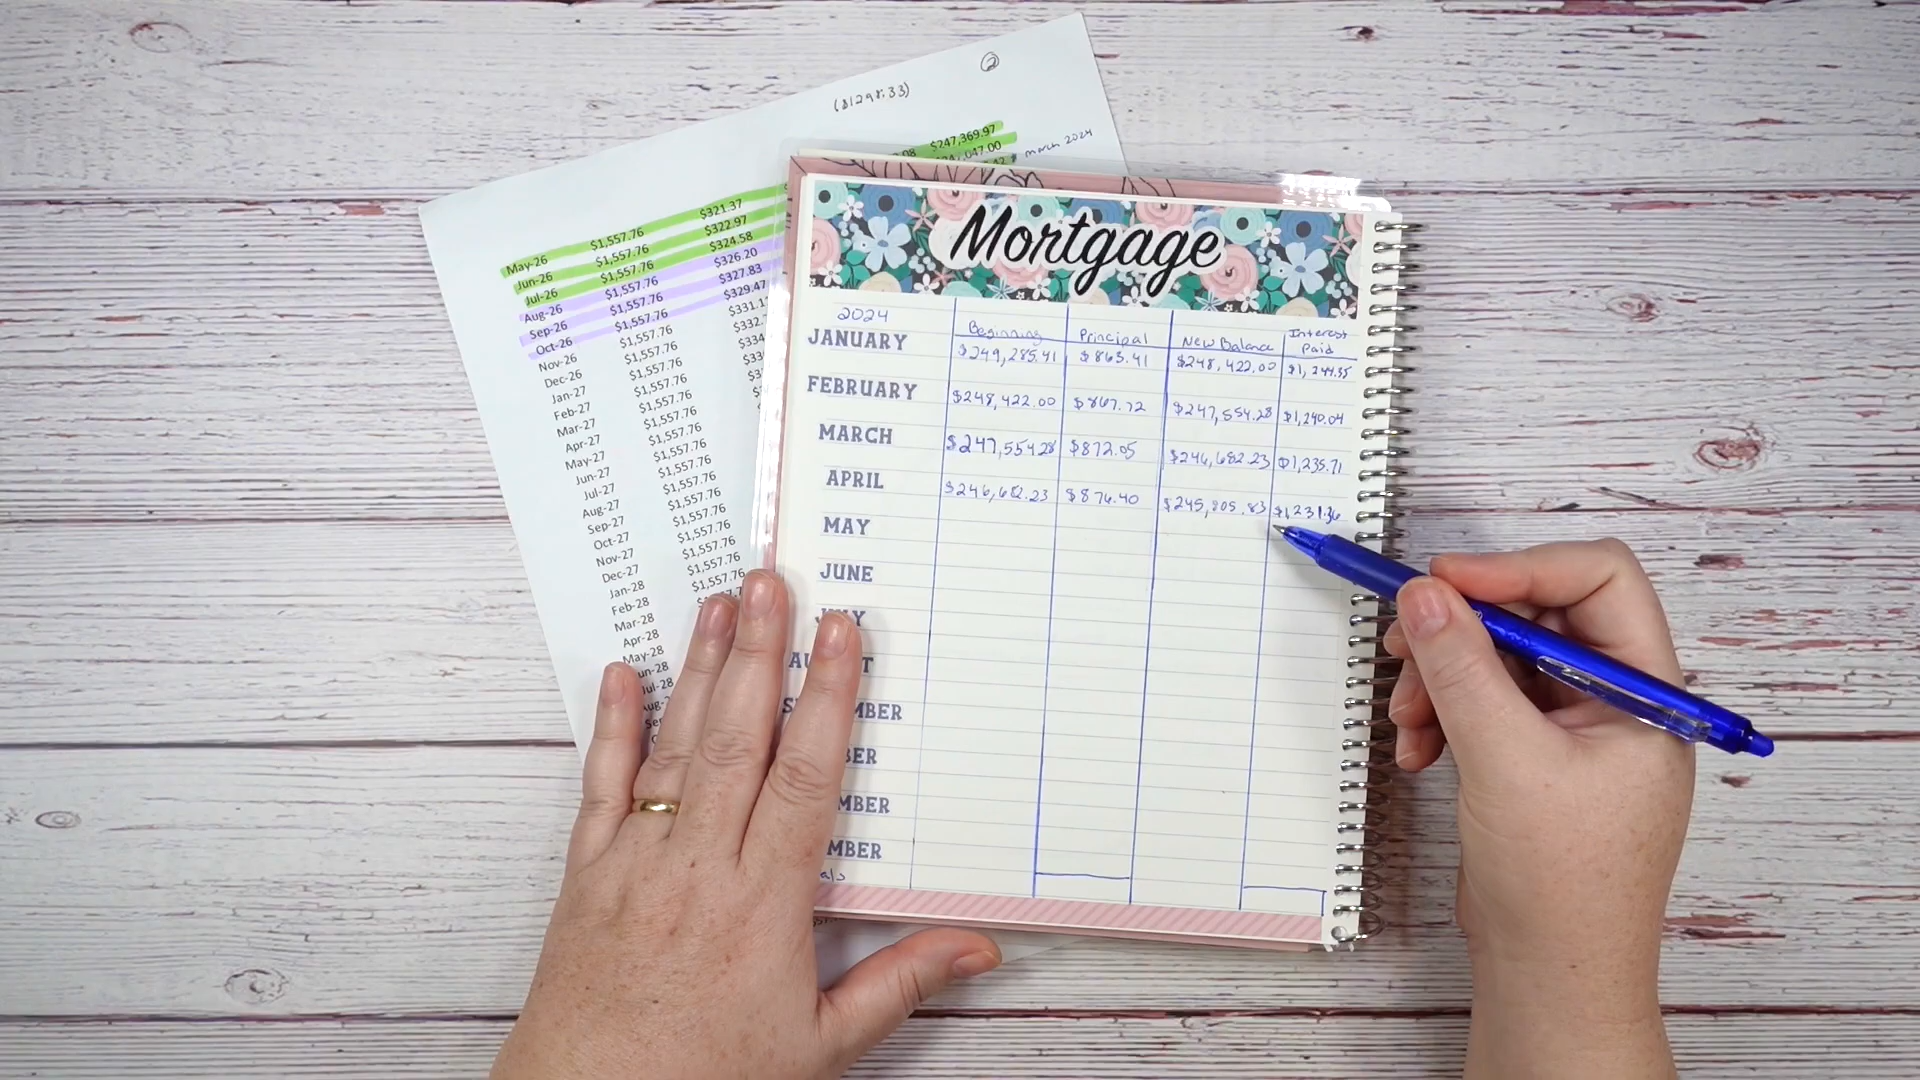 ②
($1298.33)
$247,369.97
march 2024
May-26 $1,557.76 $321.37
Jun-26 $1,557.76 $322.97
Jul-26 $1,557.76 $324.58
Aug-26 $1,557.76 $326.20
Sep-26 $1,557.76 $327.83
Oct-26 $1,557.76 $329.47
Nov-26 $1,557.76
Dec-26 $1,557.76
Jan-27 $1,557.76
Feb-27 $1,557.76
Mar-27 $1,557.76
Apr-27 $1,557.76
May-27 $1,557.76
Jun-27 $1,557.76
Jul-27 $1,557.76
Aug-27 $1,557.76
Sep-27 $1,557.76
Oct-27 $1,557.76
Nov-27 $1,557.76
Dec-27 $1,557.76
Jan-28 $1,557.76
Feb-28
Mar-28
Apr-28
May-28
Mortgage
2024 Beginning Principal New Balance Interest Paid
JANUARY $249,285.41 $863.41 $248,422.00 $1,244.35
FEBRUARY $248,422.00 $867.72 $247,554.28 $1,240.04
MARCH $247,554.28 $872.05 $246,682.23 $1,235.71
APRIL $246,682.23 $876.40 $245,805.83 $1,231.36
MAY
JUNE